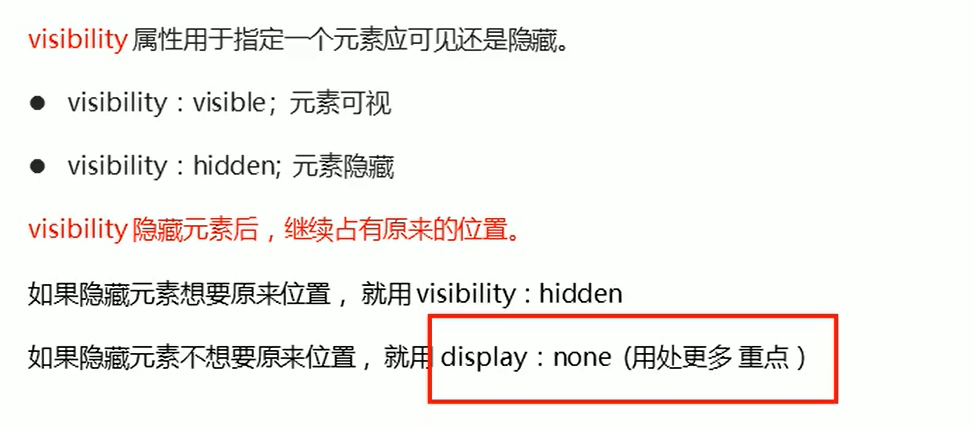 visibility 属性用于指定一个元素应可见还是隐藏。
● visibility：visible； 元素可视
● visibility：hidden; 元素隐藏
visibility 隐藏元素后，继续占有原来的位置。
如果隐藏元素想要原来位置，就用 visibility：hidden
如果隐藏元素不想要原来位置，就用 display：none (用处更多 重点）